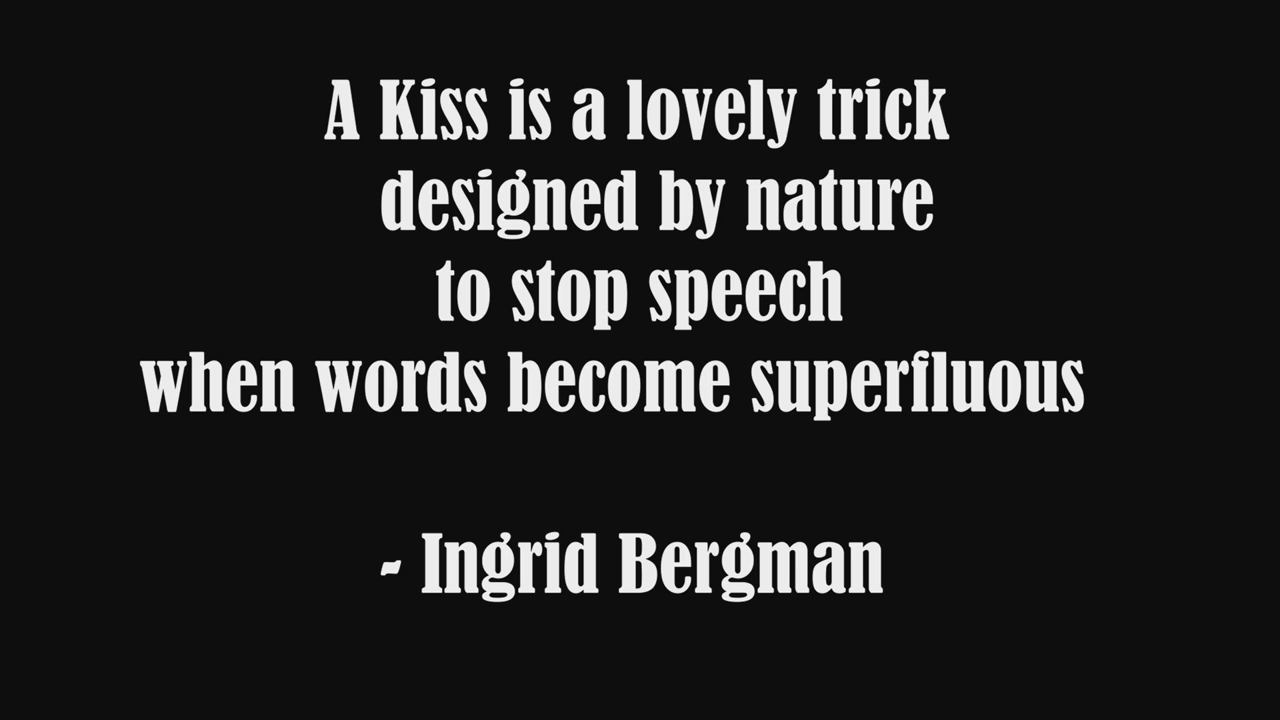 A Kiss is a lovely trick
designed by nature
to stop speech
when words become superfluous
- Ingrid Bergman